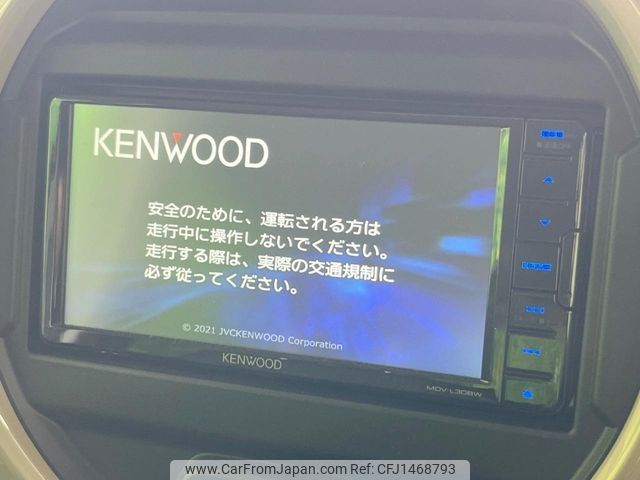 KENWOOD
安全のために、運転される方は
走行中に操作しないでください。
走行する際は、実際の交通規制に
必ず従ってください。
© 2021 JVCKENWOOD Corporation
KENWOOD
MDV-L308W
www.CarFromJapan.com | Ref:CFJ1468793